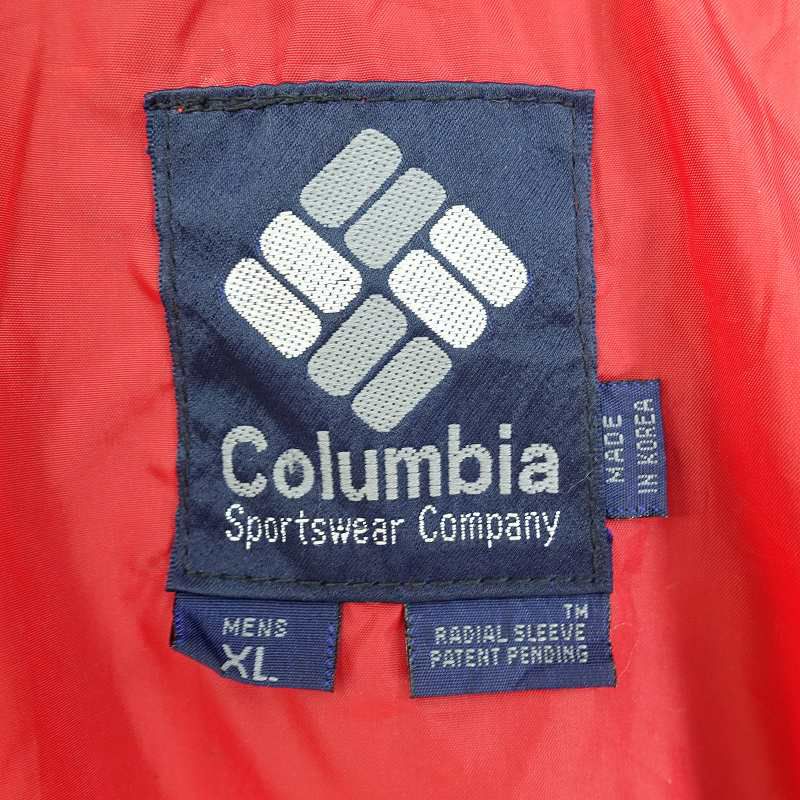 Columbia
Sportswear Company
MADE
IN KOREA
MENS
XL
TM
RADIAL SLEEVE
PATENT PENDING